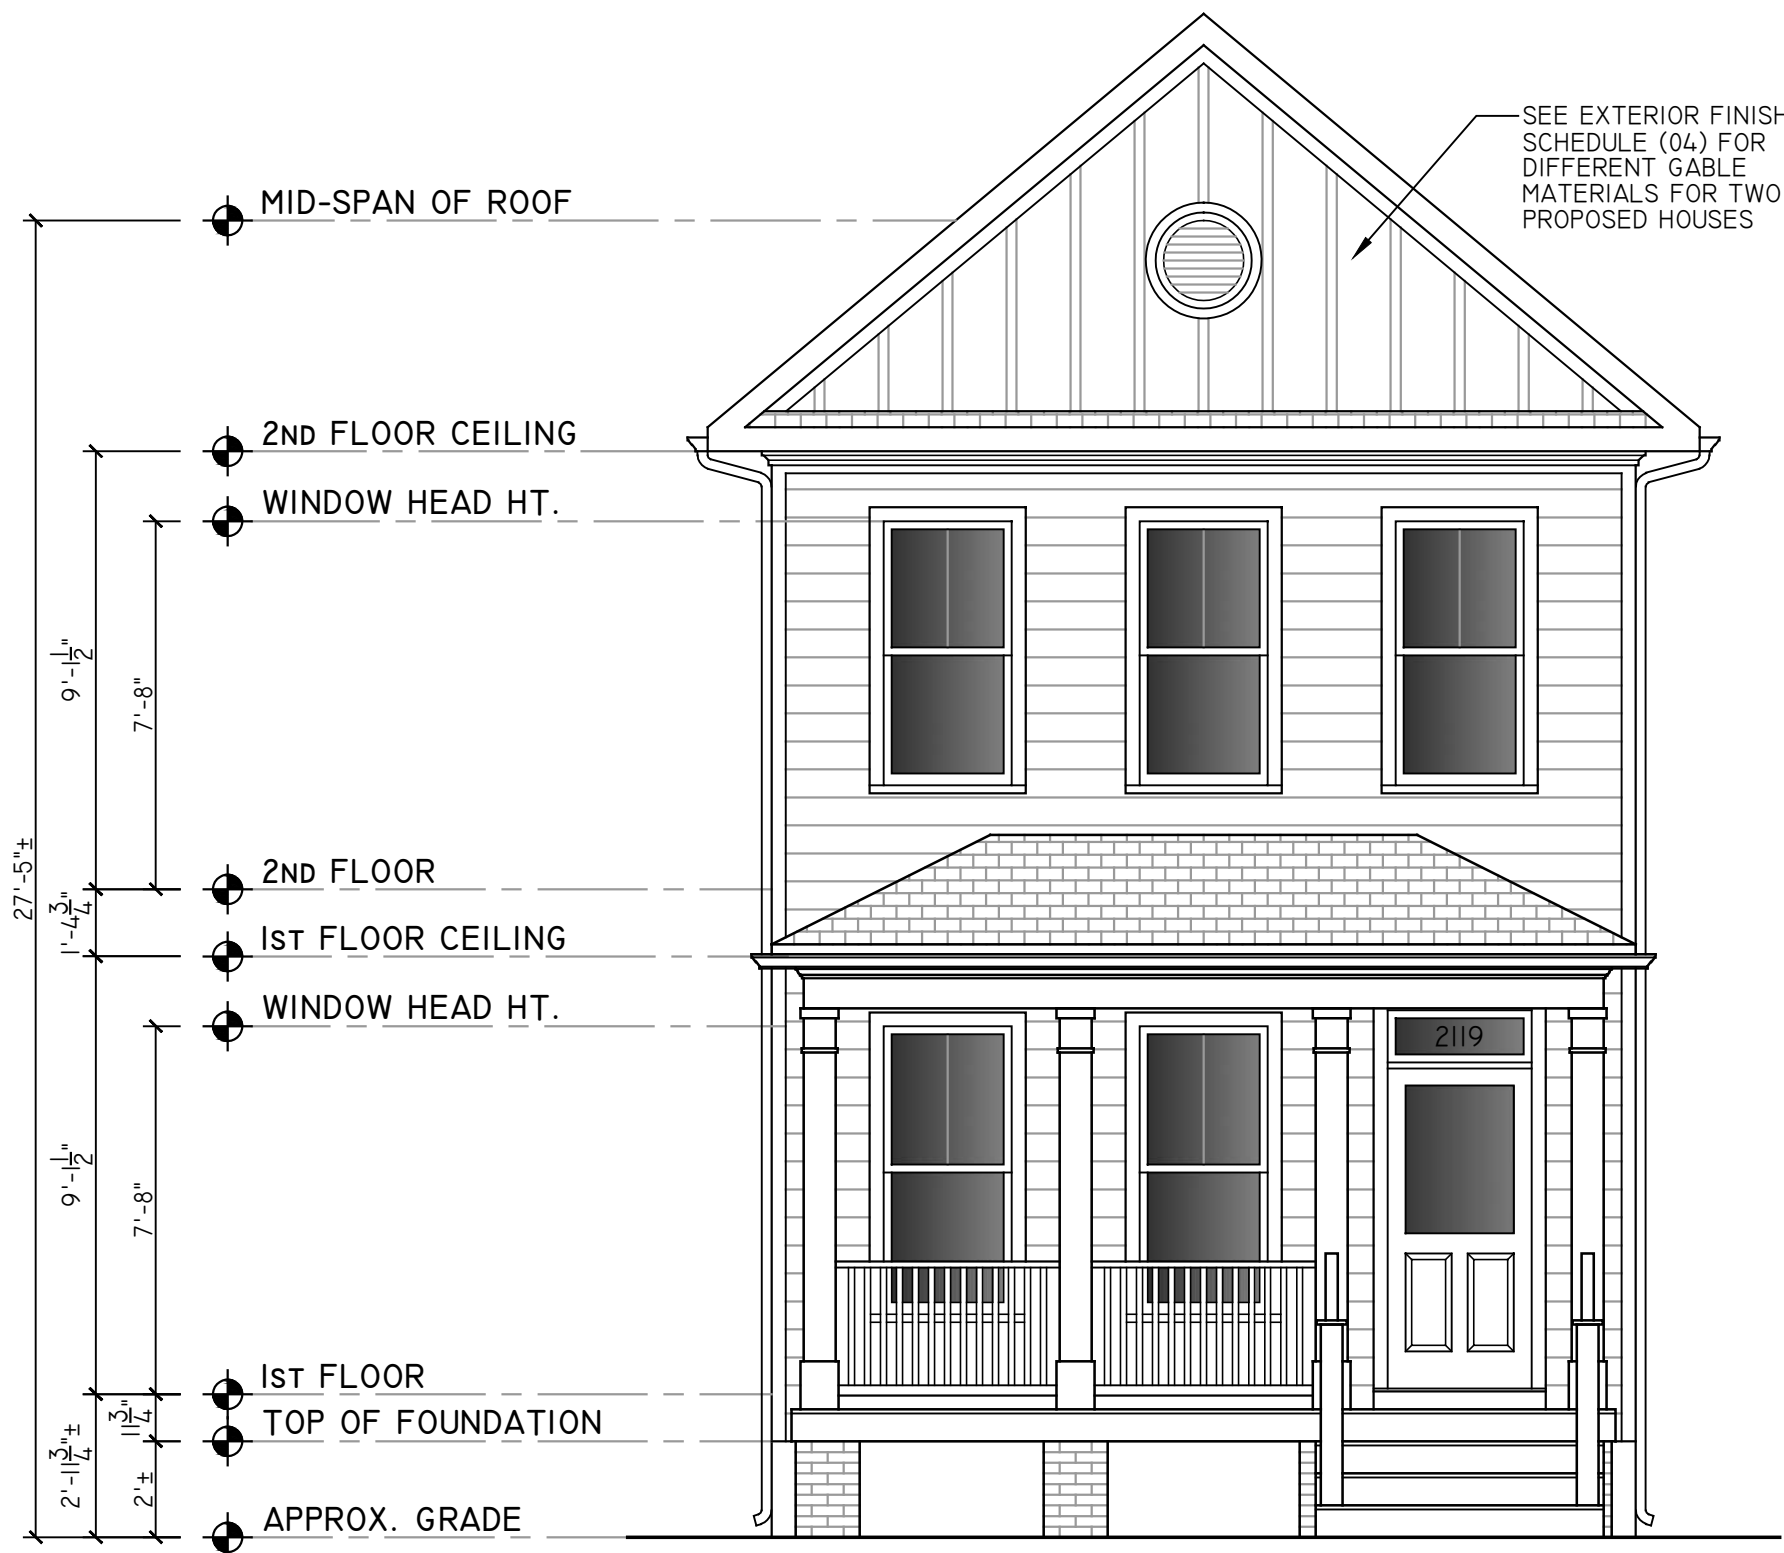 SEE EXTERIOR FINISH
SCHEDULE (04) FOR
DIFFERENT GABLE
MATERIALS FOR TWO
PROPOSED HOUSES
MID-SPAN OF ROOF
2ND FLOOR CEILING
WINDOW HEAD HT.
9'-1 1/2"
7'-8"
27'-5"±
2ND FLOOR
1'-4 3/4"
1ST FLOOR CEILING
WINDOW HEAD HT.
2119
9'-1 1/2"
7'-8"
1ST FLOOR
11 3/4"
TOP OF FOUNDATION
2'-11 3/4"±
2'±
APPROX. GRADE